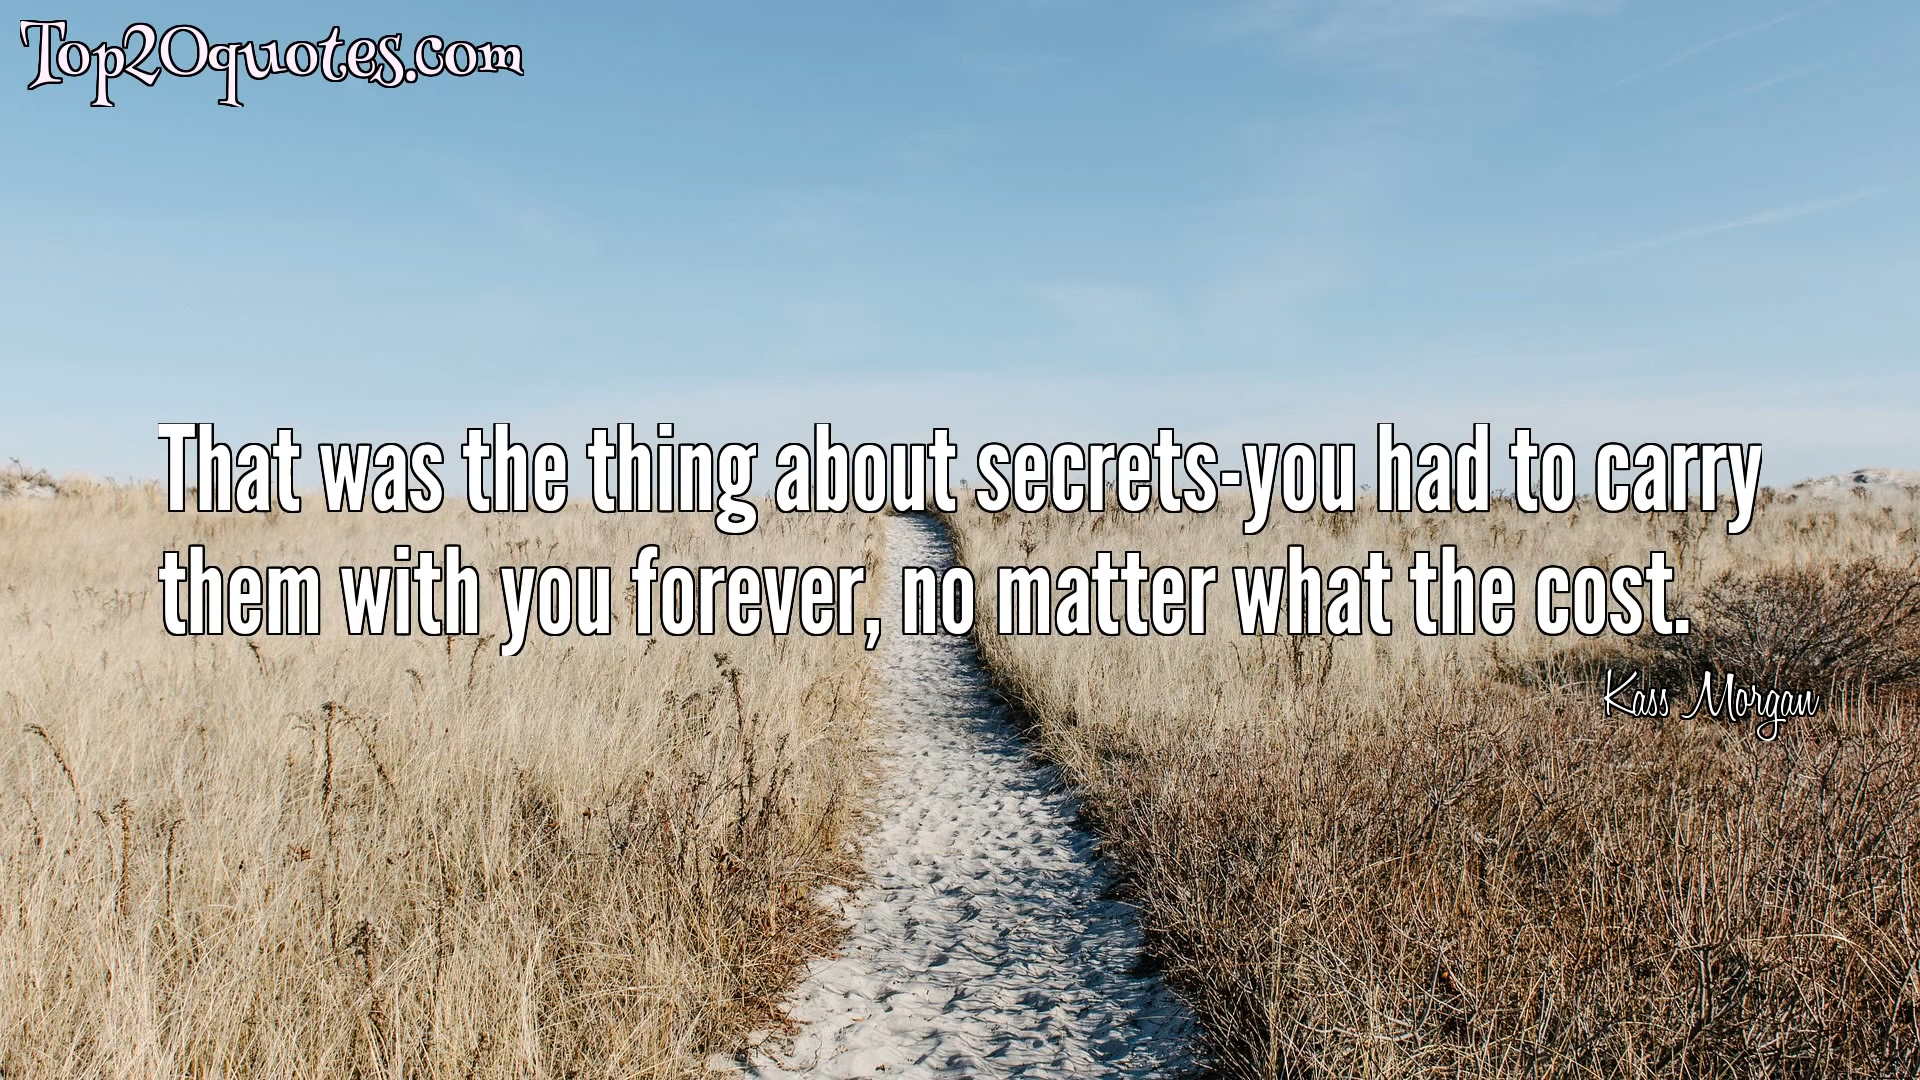 Top20quotes.com
That was the thing about secrets-you had to carry
them with you forever, no matter what the cost.
Kass Morgan